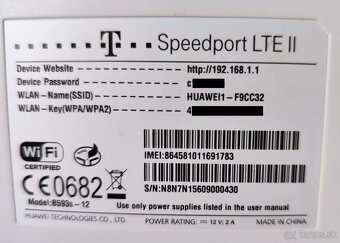 T Speedport LTE II
Device Website http://192.168.1.1
Device Password c
WLAN-Name(SSID) HUAWEI1-F9CC32
WLAN-Key(WPA/WPA2) 4
IMEI:864581011691783
Wi Fi
CERTIFIED
CE0682
S/N:N8N7N15609000430
Model:B593s-12
Use only power supplies listed in the user manual
HUAWEI TECHNOLOGIES CO., LTD. POWER RATING: 12 V; 2 A MADE IN CHINA
bazar.sk